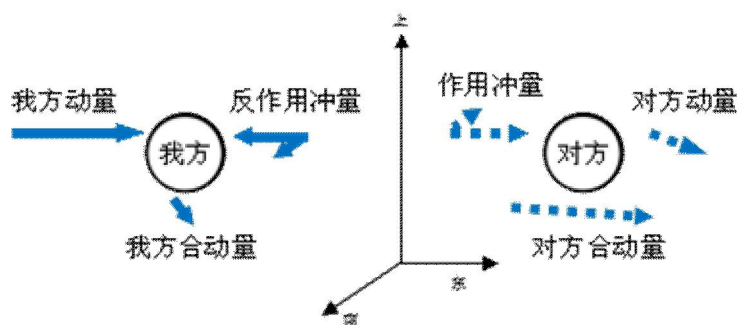 上
我方动量
反作用冲量
作用冲量
对方动量
我方
对方
我方合动量
对方合动量
东
南